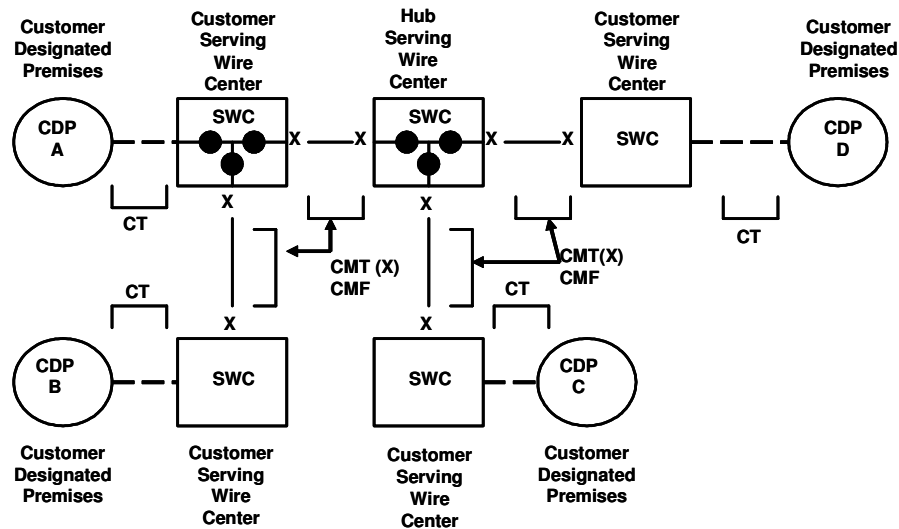 Customer
Designated
Premises
Customer
Serving
Wire
Center
Hub
Serving
Wire
Center
Customer
Serving
Wire
Center
Customer
Designated
Premises
CDP
A
SWC
X
X
SWC
X
X
SWC
CDP
D
CT
X
X
CT
CMT (X)
CMF
CMT(X)
CMF
CT
CT
X
X
CDP
B
SWC
SWC
CDP
C
Customer
Designated
Premises
Customer
Serving
Wire
Center
Customer
Serving
Wire
Center
Customer
Designated
Premises